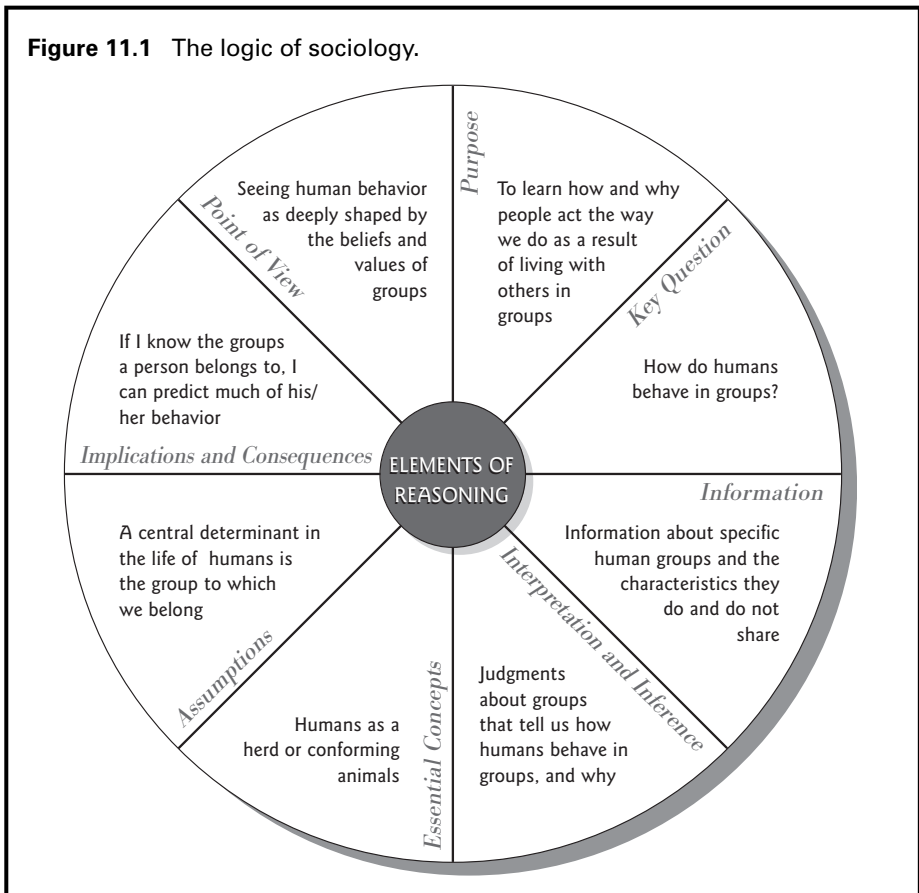 Figure 11.1 The logic of sociology.
Purpose
To learn how and why
people act the way
we do as a result
of living with
others in
groups
Key Question
How do humans
behave in groups?
Information
Information about specific
human groups and the
characteristics they
do and do not
share
Interpretation and Inference
Judgments
about groups
that tell us how
humans behave in
groups, and why
Essential Concepts
Humans as a
herd or conforming
animals
Assumptions
A central determinant in
the life of humans is
the group to which
we belong
Implications and Consequences
If I know the groups
a person belongs to, I
can predict much of his/
her behavior
Point of View
Seeing human behavior
as deeply shaped by
the beliefs and
values of
groups
ELEMENTS OF
REASONING